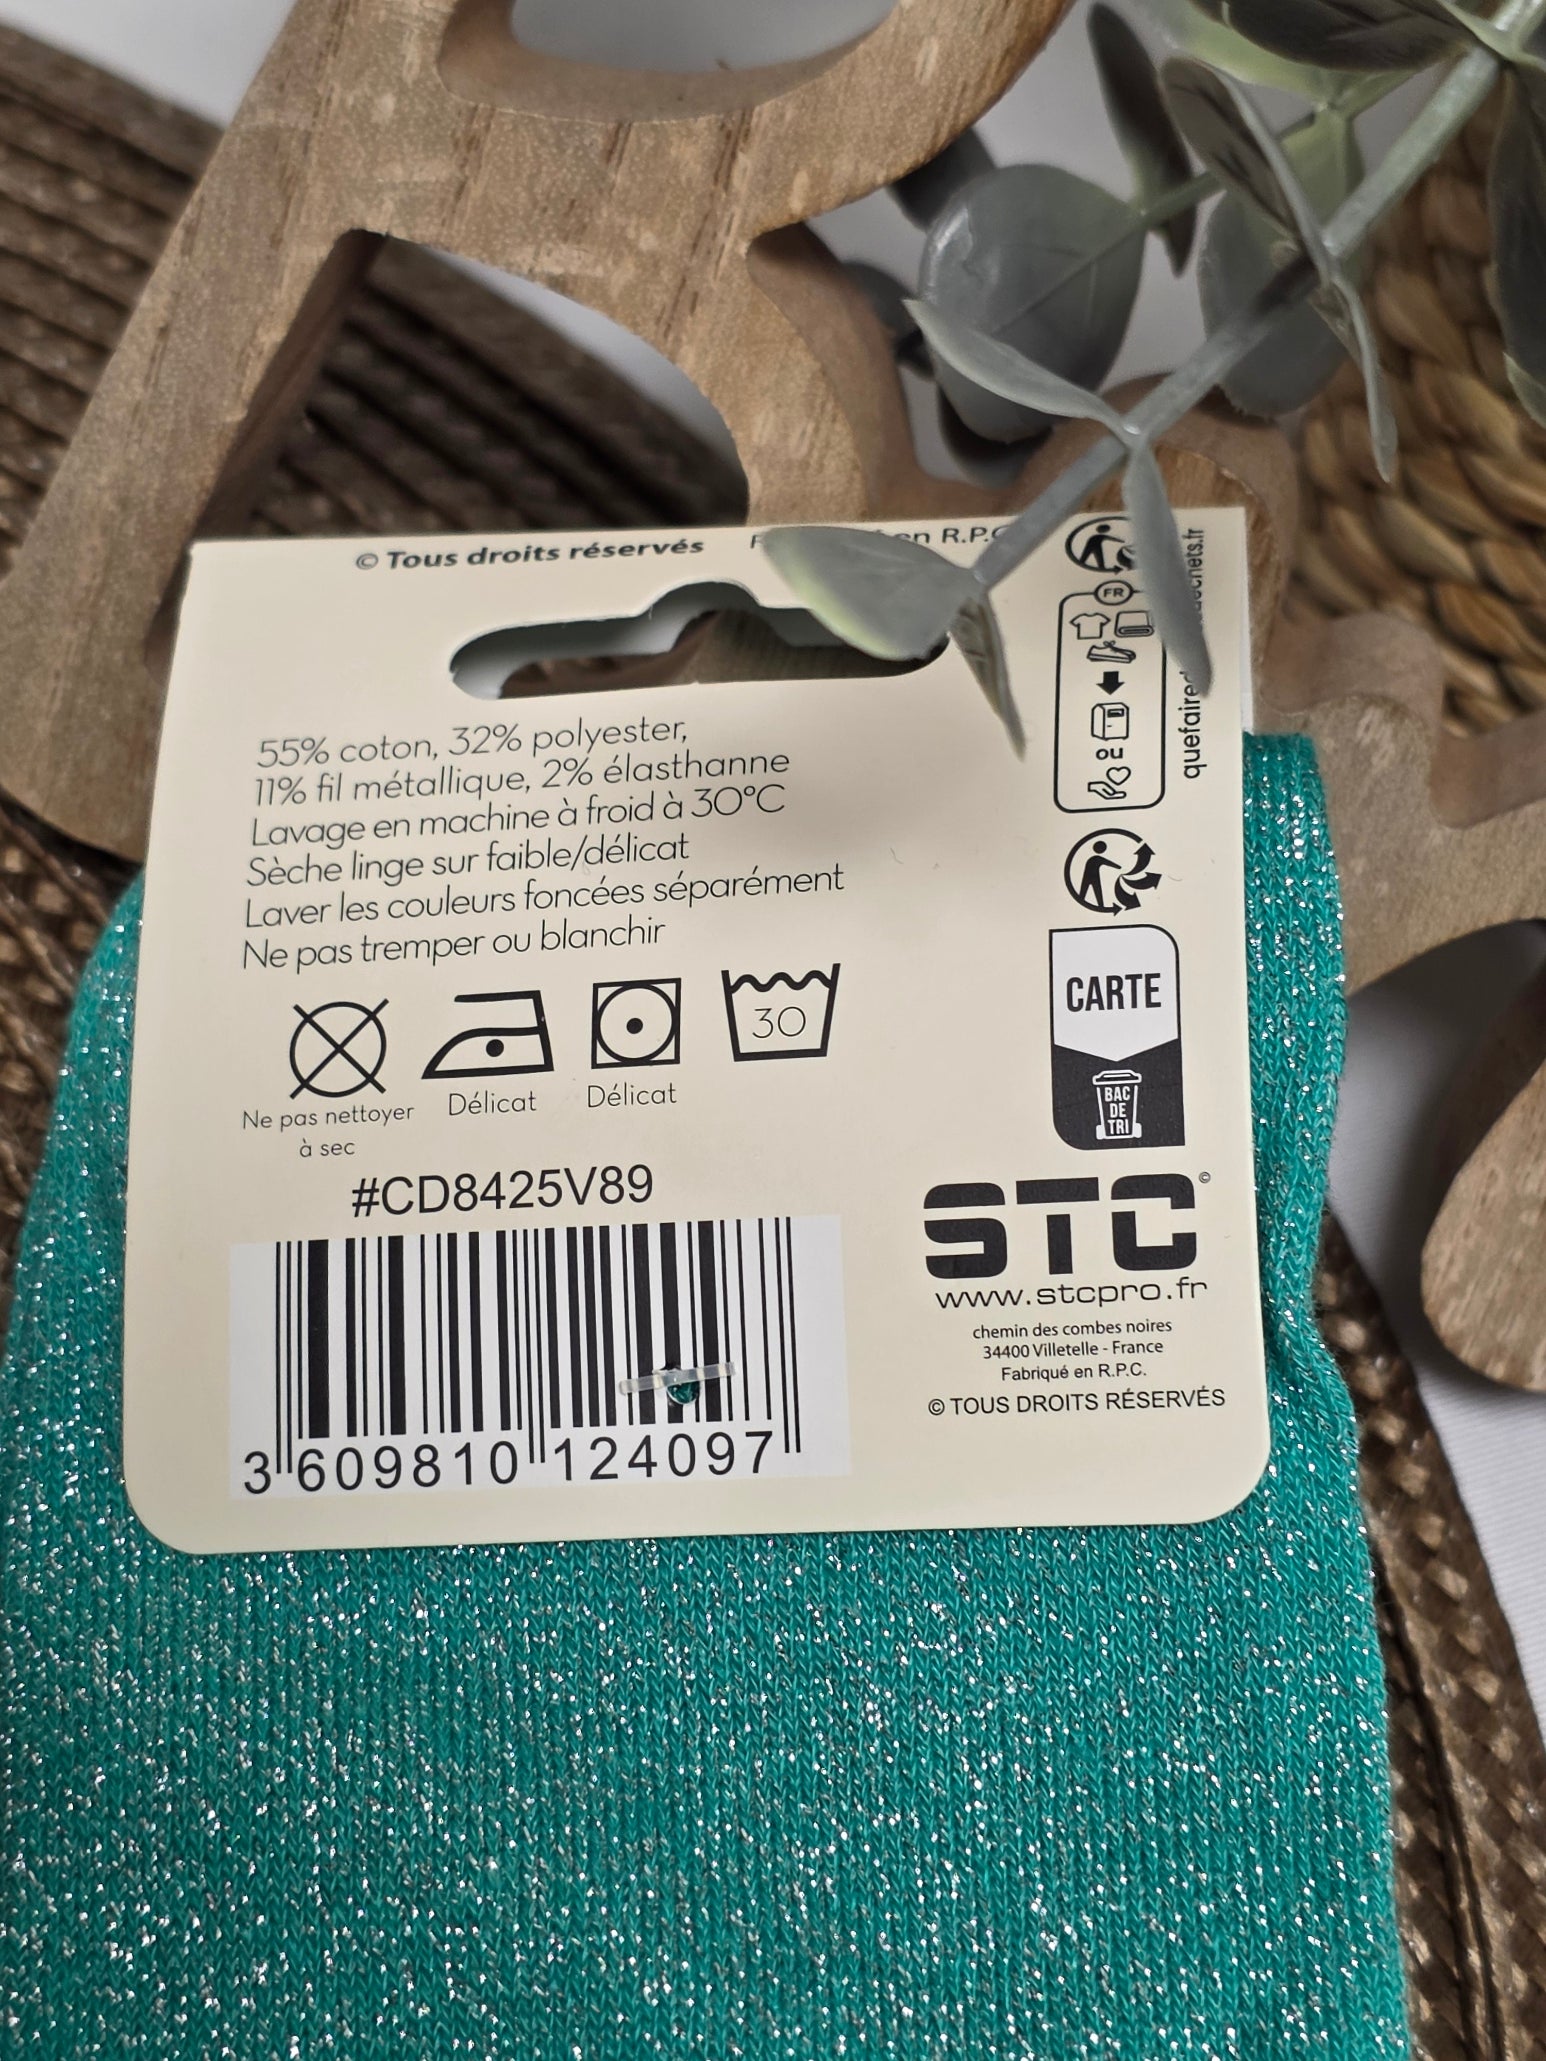 © Tous droits réservés en R.P.C
FR
ou
quefaire
55% coton, 32% polyester,
11% fil métallique, 2% élasthanne
Lavage en machine à froid à 30°C
Sèche linge sur faible/délicat
Laver les couleurs foncées séparément
Ne pas tremper ou blanchir
30
Ne pas nettoyer
à sec
Délicat
Délicat
CARTE
BAC
DE
TRI
#CD8425V89
3 609810 124097
STC©
www.stcpro.fr
chemin des combes noires
34400 Villetelle - France
Fabriqué en R.P.C.
© TOUS DROITS RÉSERVÉS